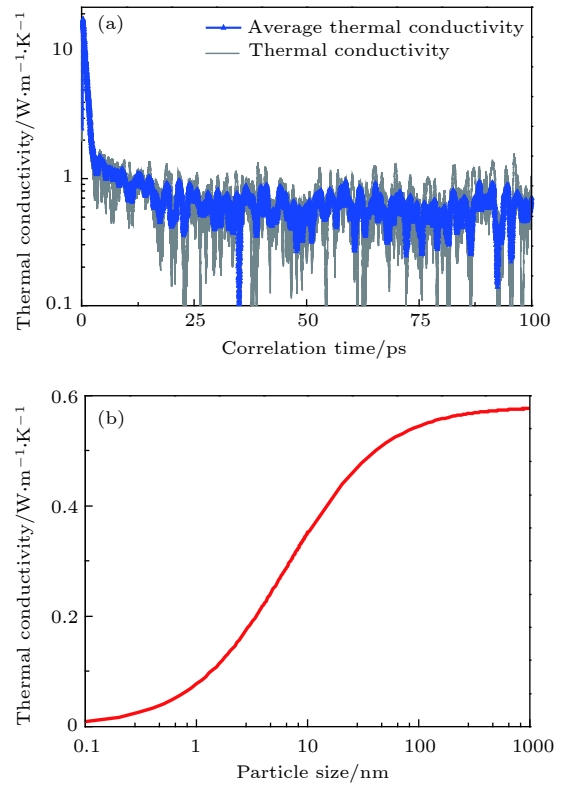 (a)
Average thermal conductivity
Thermal conductivity
10
1
0.1
Thermal conductivity/W·m⁻¹·K⁻¹
0
25
50
75
100
Correlation time/ps
(b)
0.6
0.4
0.2
0
Thermal conductivity/W·m⁻¹·K⁻¹
0.1
1
10
100
1000
Particle size/nm